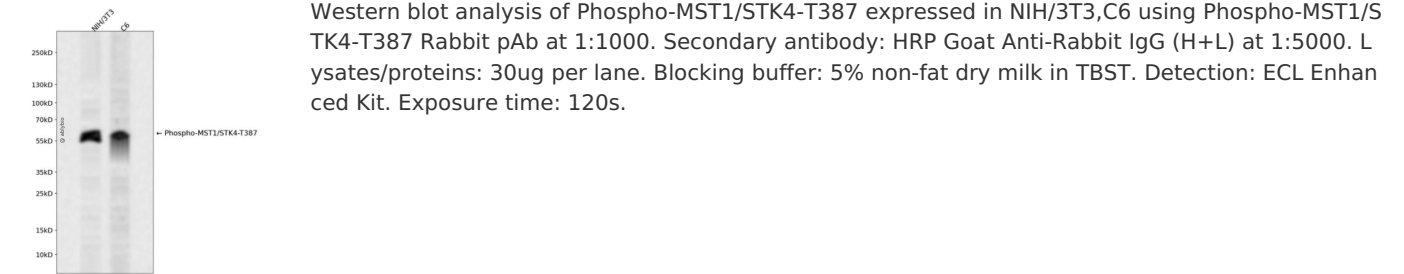 NIH/3T3
C6
250kD
130kD
100kD
70kD
55kD
35kD
25kD
15kD
10kD
← Phospho-MST1/STK4-T387
Western blot analysis of Phospho-MST1/STK4-T387 expressed in NIH/3T3,C6 using Phospho-MST1/S
TK4-T387 Rabbit pAb at 1:1000. Secondary antibody: HRP Goat Anti-Rabbit IgG (H+L) at 1:5000. L
ysates/proteins: 30ug per lane. Blocking buffer: 5% non-fat dry milk in TBST. Detection: ECL Enhan
ced Kit. Exposure time: 120s.